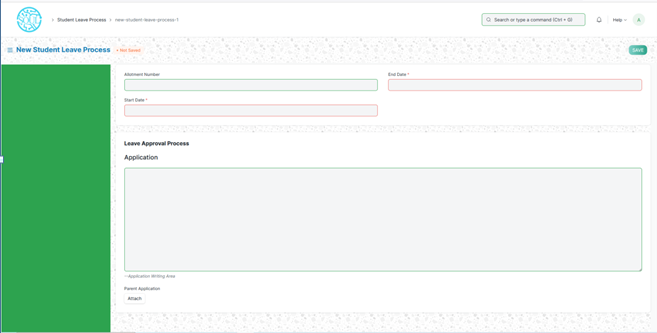 Student Leave Process > new-student-leave-process-1
Search or type a command (Ctrl + G)
Help
A
New Student Leave Process
Not Saved
SAVE
Allotment Number
End Date *
Start Date *
Leave Approval Process
Application
--Application Writing Area
Parent Application
Attach